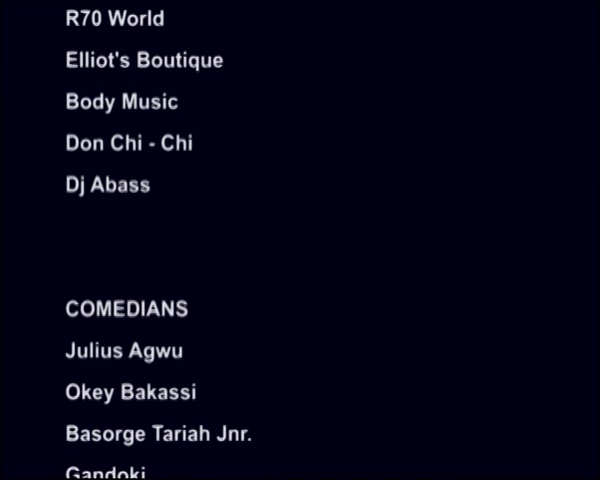 R70 World
Elliot's Boutique
Body Music
Don Chi - Chi
Dj Abass
COMEDIANS
Julius Agwu
Okey Bakassi
Basorge Tariah Jnr.
Gandoki